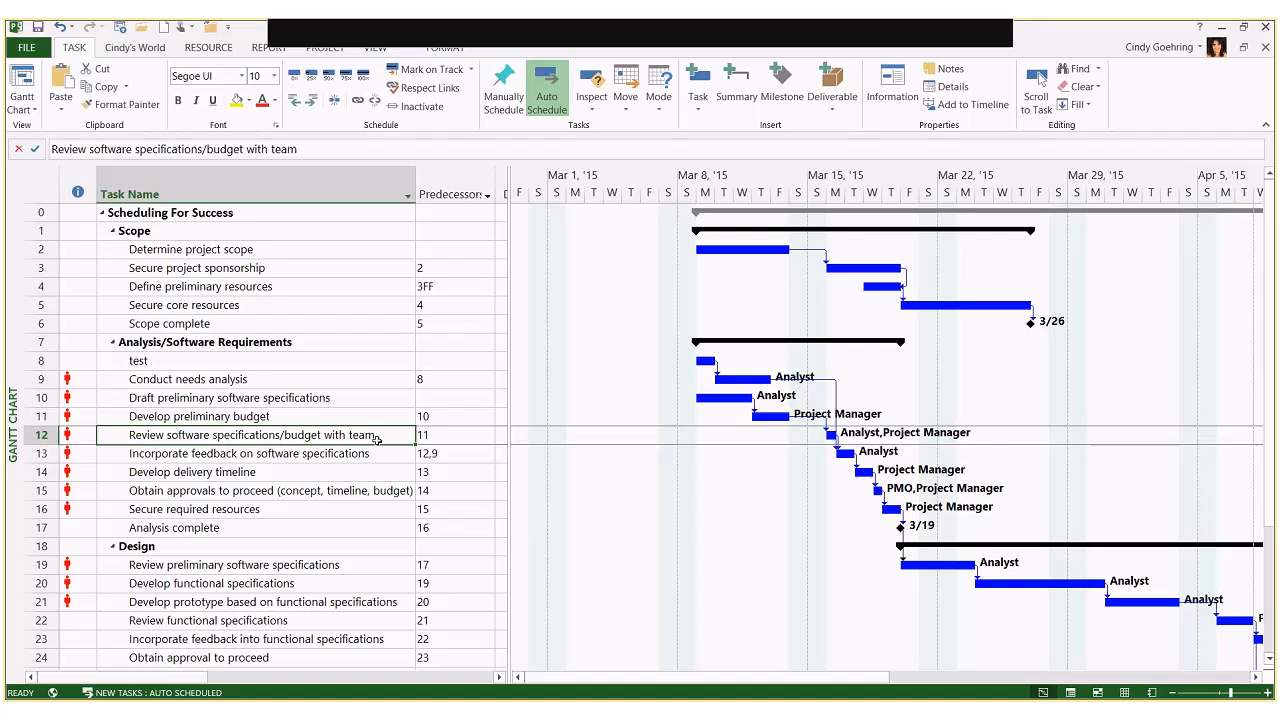 FILE TASK Cindy's World RESOURCE REPORT PROJECT VIEW FORMAT Cindy Goehring
Gantt Chart
View
Paste
Cut
Copy
Format Painter
Clipboard
Segoe UI 10
B I U A
Font
0% 25% 50% 75% 100%
Mark on Track
Respect Links
Inactivate
Schedule
Manually Schedule
Auto Schedule
Inspect
Move
Mode
Tasks
Task
Summary
Milestone
Deliverable
Insert
Information
Notes
Details
Add to Timeline
Properties
Scroll to Task
Find
Clear
Fill
Editing
Review software specifications/budget with team
Mar 1, '15 Mar 8, '15 Mar 15, '15 Mar 22, '15 Mar 29, '15 Apr 5, '15
Task Name Predecessors D F S S M T W T F S S M T W T F S S M T W T F S S M T W T F S S M T W T F S S M T W
0 Scheduling For Success
1 Scope
2 Determine project scope
3 Secure project sponsorship 2
4 Define preliminary resources 3FF
5 Secure core resources 4
6 Scope complete 5 3/26
7 Analysis/Software Requirements
8 test
9 Conduct needs analysis 8 Analyst
10 Draft preliminary software specifications Analyst
11 Develop preliminary budget 10 Project Manager
12 Review software specifications/budget with team 11 Analyst,Project Manager
13 Incorporate feedback on software specifications 12,9 Analyst
14 Develop delivery timeline 13 Project Manager
15 Obtain approvals to proceed (concept, timeline, budget) 14 PMO,Project Manager
16 Secure required resources 15 Project Manager
17 Analysis complete 16 3/19
18 Design
19 Review preliminary software specifications 17 Analyst
20 Develop functional specifications 19 Analyst
21 Develop prototype based on functional specifications 20 Analyst
22 Review functional specifications 21 P
23 Incorporate feedback into functional specifications 22
24 Obtain approval to proceed 23
GANTT CHART
READY NEW TASKS : AUTO SCHEDULED